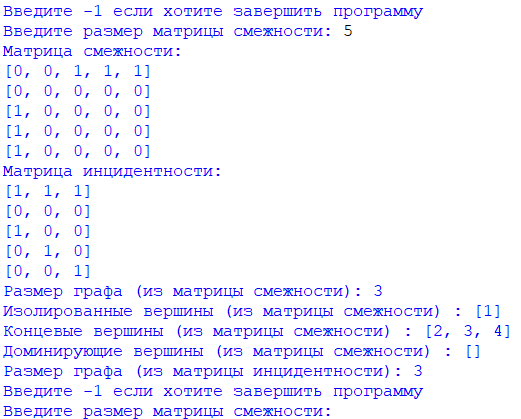 Введите -1 если хотите завершить программу
Введите размер матрицы смежности: 5
Матрица смежности:
[0, 0, 1, 1, 1]
[0, 0, 0, 0, 0]
[1, 0, 0, 0, 0]
[1, 0, 0, 0, 0]
[1, 0, 0, 0, 0]
Матрица инцидентности:
[1, 1, 1]
[0, 0, 0]
[1, 0, 0]
[0, 1, 0]
[0, 0, 1]
Размер графа (из матрицы смежности): 3
Изолированные вершины (из матрицы смежности) : [1]
Концевые вершины (из матрицы смежности) : [2, 3, 4]
Доминирующие вершины (из матрицы смежности) : []
Размер графа (из матрицы инцидентности): 3
Введите -1 если хотите завершить программу
Введите размер матрицы смежности: